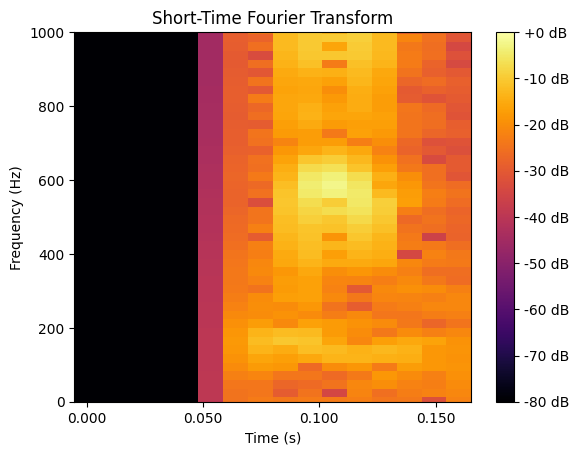 Short-Time Fourier Transform
Frequency (Hz)
1000
800
600
400
200
0
0.000
0.050
0.100
0.150
Time (s)
+0 dB
-10 dB
-20 dB
-30 dB
-40 dB
-50 dB
-60 dB
-70 dB
-80 dB